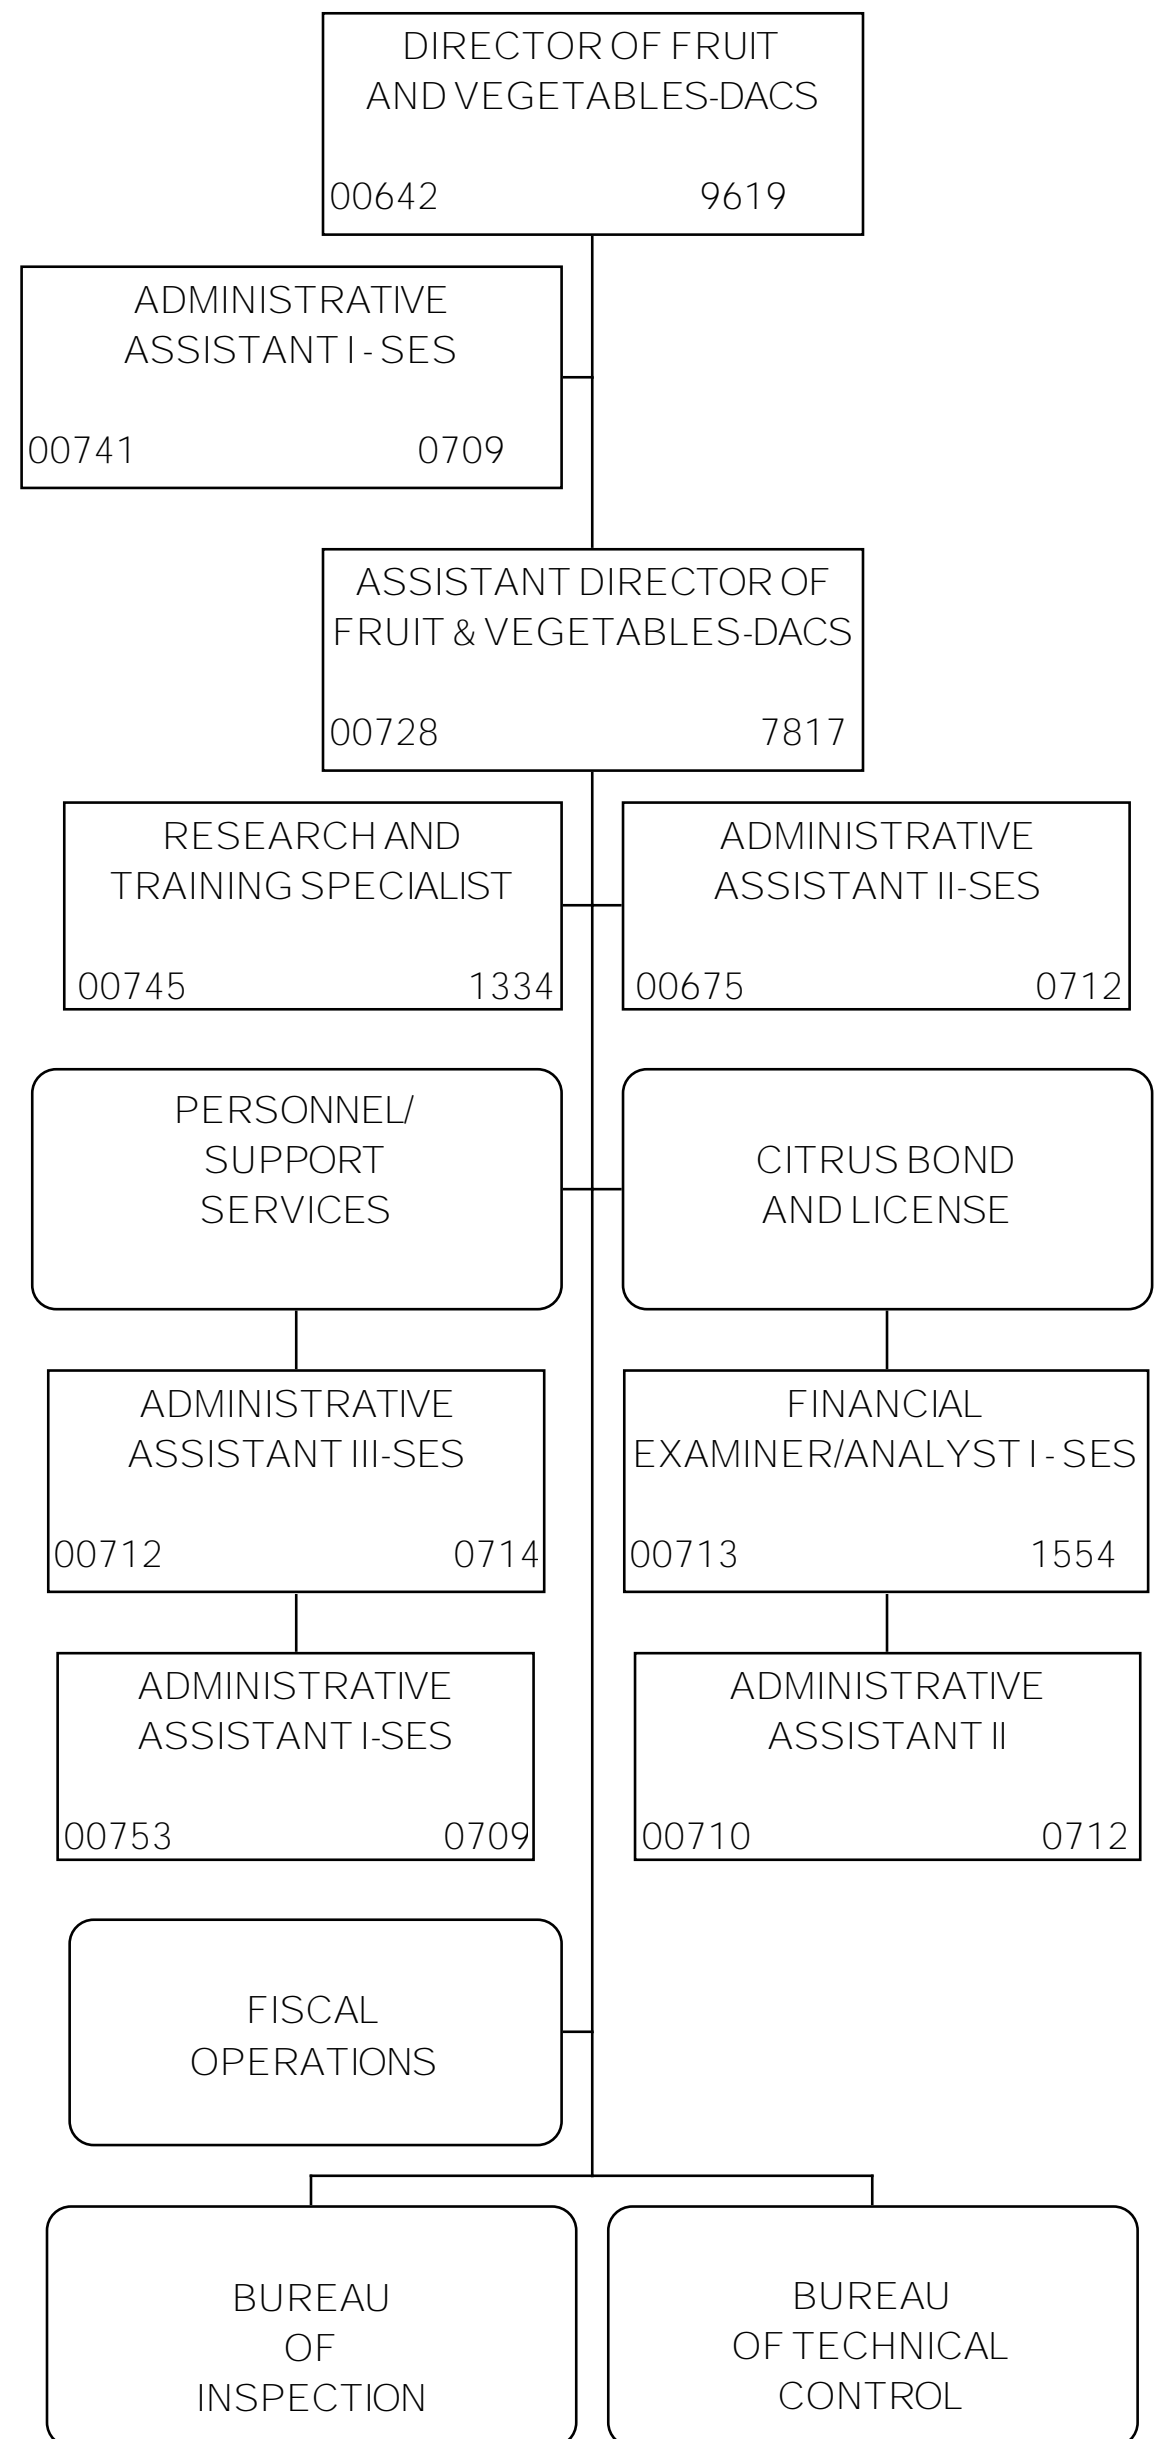 DIRECTOR OF FRUIT
AND VEGETABLES-DACS
00642 9619
ADMINISTRATIVE
ASSISTANT I - SES
00741 0709
ASSISTANT DIRECTOR OF
FRUIT & VEGETABLES-DACS
00728 7817
RESEARCH AND
TRAINING SPECIALIST
00745 1334
ADMINISTRATIVE
ASSISTANT II-SES
00675 0712
PERSONNEL/
SUPPORT
SERVICES
CITRUS BOND
AND LICENSE
ADMINISTRATIVE
ASSISTANT III-SES
00712 0714
FINANCIAL
EXAMINER/ANALYST I - SES
00713 1554
ADMINISTRATIVE
ASSISTANT I-SES
00753 0709
ADMINISTRATIVE
ASSISTANT II
00710 0712
FISCAL
OPERATIONS
BUREAU
OF
INSPECTION
BUREAU
OF TECHNICAL
CONTROL